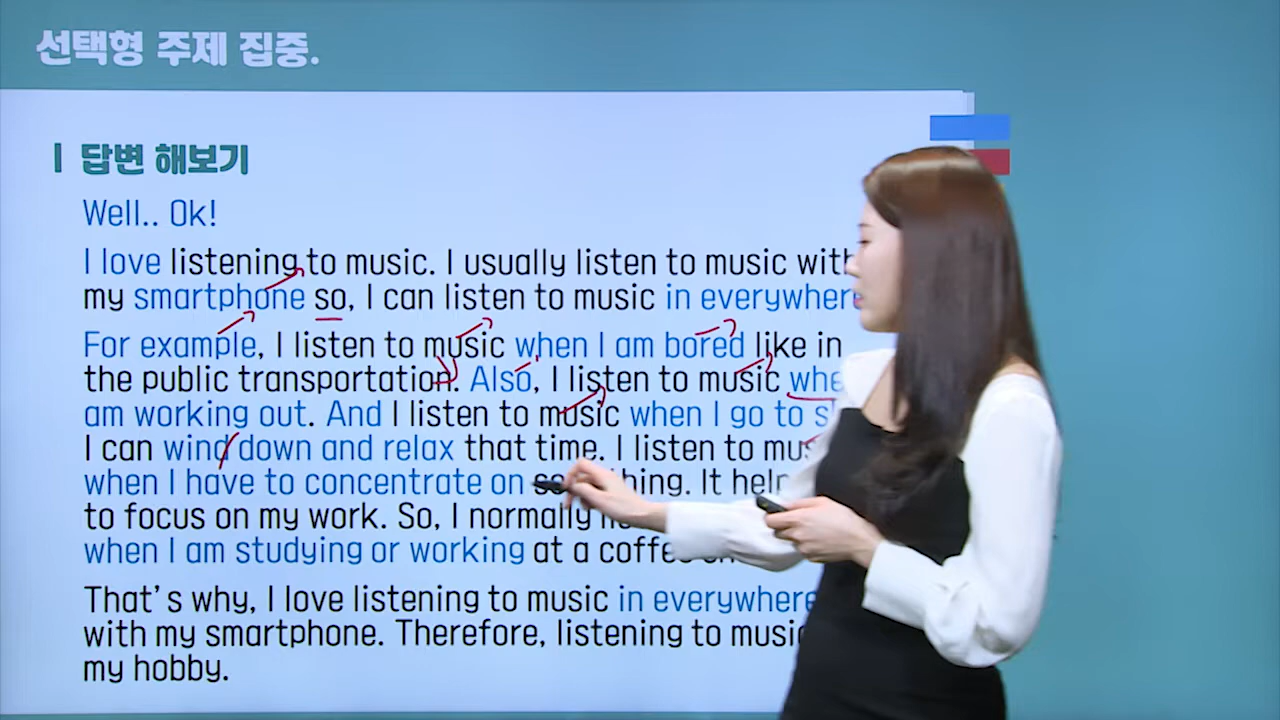 선택형 주제 집중.
I 답변 해보기
Well.. Ok!
I love listening to music. I usually listen to music with
my smartphone so, I can listen to music in everywhere
For example, I listen to music when I am bored like in
the public transportation. Also, I listen to music
am working out. And I listen to music when I go to
I can wind down and relax that time. I listen to
when I have to concentrate on something. It
to focus on my work. So, I normally
when I am studying or working at a coffee
That's why, I love listening to music in everywhere
with my smartphone. Therefore, listening to music
my hobby.